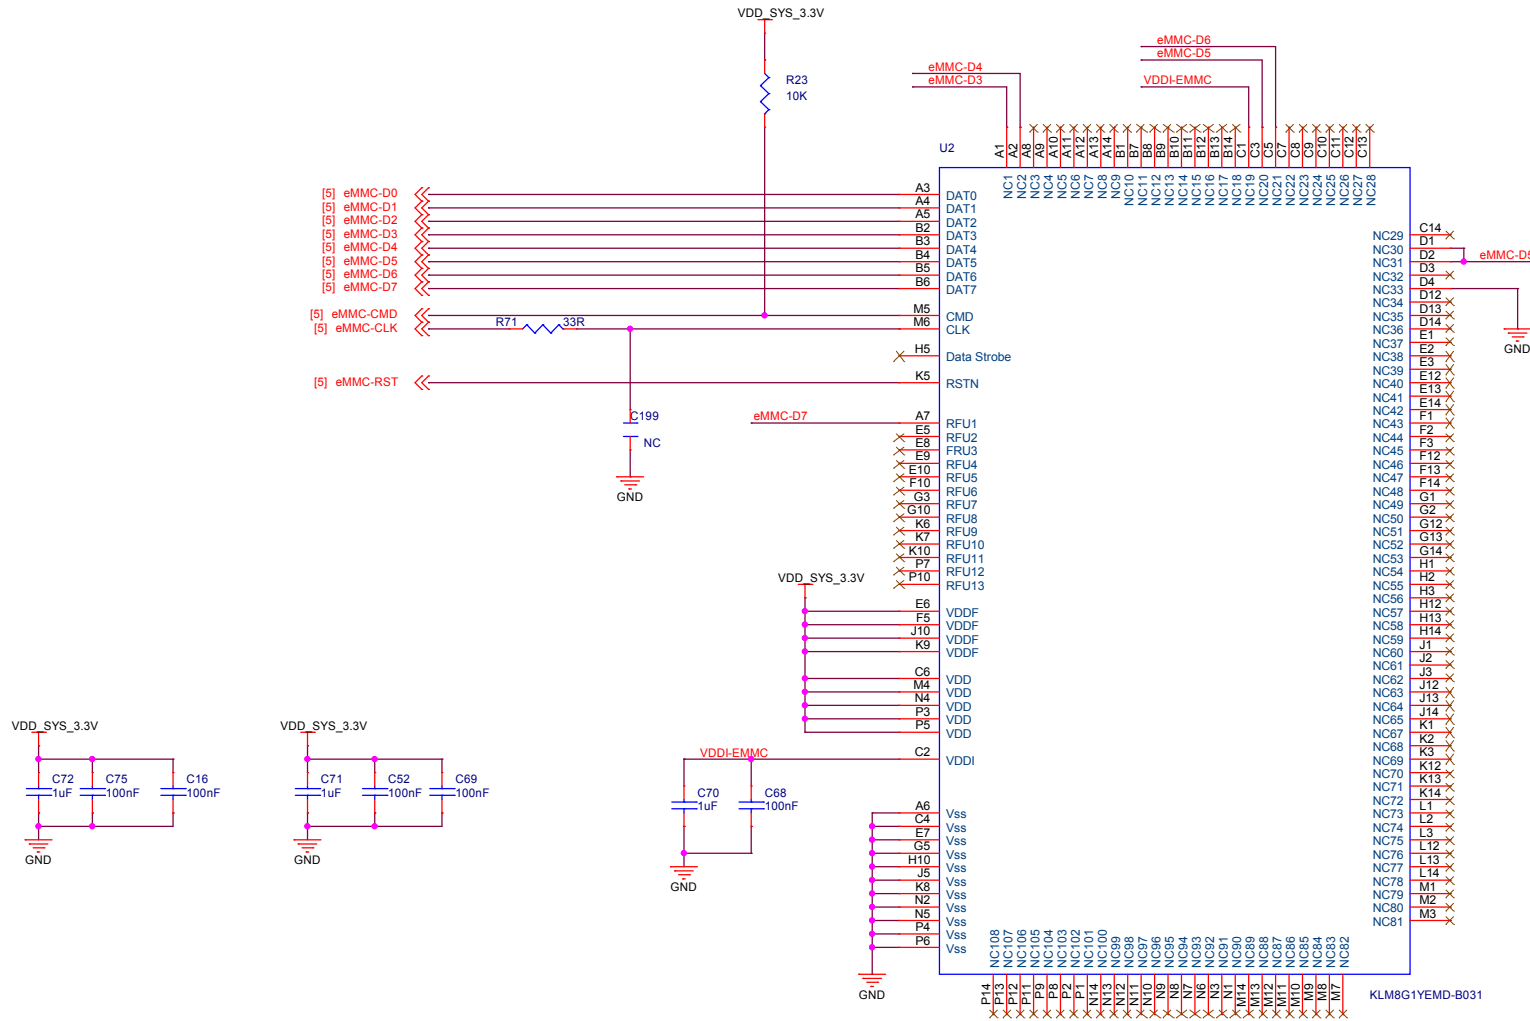 VDD_SYS_3.3V
R23
10K
eMMC-D6
eMMC-D5
eMMC-D4
eMMC-D3
VDDI-EMMC
U2
A1 A2 A8 A9 A10 A11 A12 A13 A14 B1 B7 B8 B9 B10 B11 B12 B13 B14 C1 C3 C5 C7 C8 C9 C10 C11 C12 C13
NC1 NC2 NC3 NC4 NC5 NC6 NC7 NC8 NC9 NC10 NC11 NC12 NC13 NC14 NC15 NC16 NC17 NC18 NC19 NC20 NC21 NC22 NC23 NC24 NC25 NC26 NC27 NC28
[5] eMMC-D0 A3 DAT0
[5] eMMC-D1 A4 DAT1
[5] eMMC-D2 A5 DAT2
[5] eMMC-D3 B2 DAT3
[5] eMMC-D4 B3 DAT4
[5] eMMC-D5 B4 DAT5
[5] eMMC-D6 B5 DAT6
[5] eMMC-D7 B6 DAT7
[5] eMMC-CMD M5 CMD
[5] eMMC-CLK R71 33R M6 CLK
H5 Data Strobe
[5] eMMC-RST K5 RSTN
C199
NC
GND
eMMC-D7 A7 RFU1
E5 RFU2
E8 FRU3
E9 RFU4
E10 RFU5
F10 RFU6
G3 RFU7
G10 RFU8
K6 RFU9
K7 RFU10
K10 RFU11
P7 RFU12
P10 RFU13
VDD_SYS_3.3V
E6 VDDF
F5 VDDF
J10 VDDF
K9 VDDF
C6 VDD
M4 VDD
N4 VDD
P3 VDD
P5 VDD
VDDI-EMMC C2 VDDI
C70
1uF
C68
100nF
GND
A6 Vss
C4 Vss
E7 Vss
G5 Vss
H10 Vss
J5 Vss
K8 Vss
N2 Vss
N5 Vss
P4 Vss
P6 Vss
GND
VDD_SYS_3.3V
C72
1uF
C75
100nF
C16
100nF
GND
VDD_SYS_3.3V
C71
1uF
C52
100nF
C69
100nF
GND
NC29 C14
NC30 D1
NC31 D2 eMMC-D5
NC32 D3
NC33 D4
GND
NC34 D12
NC35 D13
NC36 D14
NC37 E1
NC38 E2
NC39 E3
NC40 E12
NC41 E13
NC42 E14
NC43 F1
NC44 F2
NC45 F3
NC46 F12
NC47 F13
NC48 F14
NC49 G1
NC50 G2
NC51 G12
NC52 G13
NC53 G14
NC54 H1
NC55 H2
NC56 H3
NC57 H12
NC58 H13
NC59 H14
NC60 J1
NC61 J2
NC62 J3
NC63 J12
NC64 J13
NC65 J14
NC67 K1
NC68 K2
NC69 K3
NC70 K12
NC71 K13
NC72 K14
NC73 L1
NC74 L2
NC75 L3
NC76 L12
NC77 L13
NC78 L14
NC79 M1
NC80 M2
NC81 M3
NC108 NC107 NC106 NC105 NC104 NC103 NC102 NC101 NC100 NC99 NC98 NC97 NC96 NC95 NC94 NC93 NC92 NC91 NC90 NC89 NC88 NC87 NC86 NC85 NC84 NC83 NC82
P14 P13 P12 P11 P9 P8 P2 P1 N14 N13 N12 N11 N10 N9 N8 N7 N6 N3 N1 M14 M13 M12 M11 M10 M9 M8 M7
KLM8G1YEMD-B031